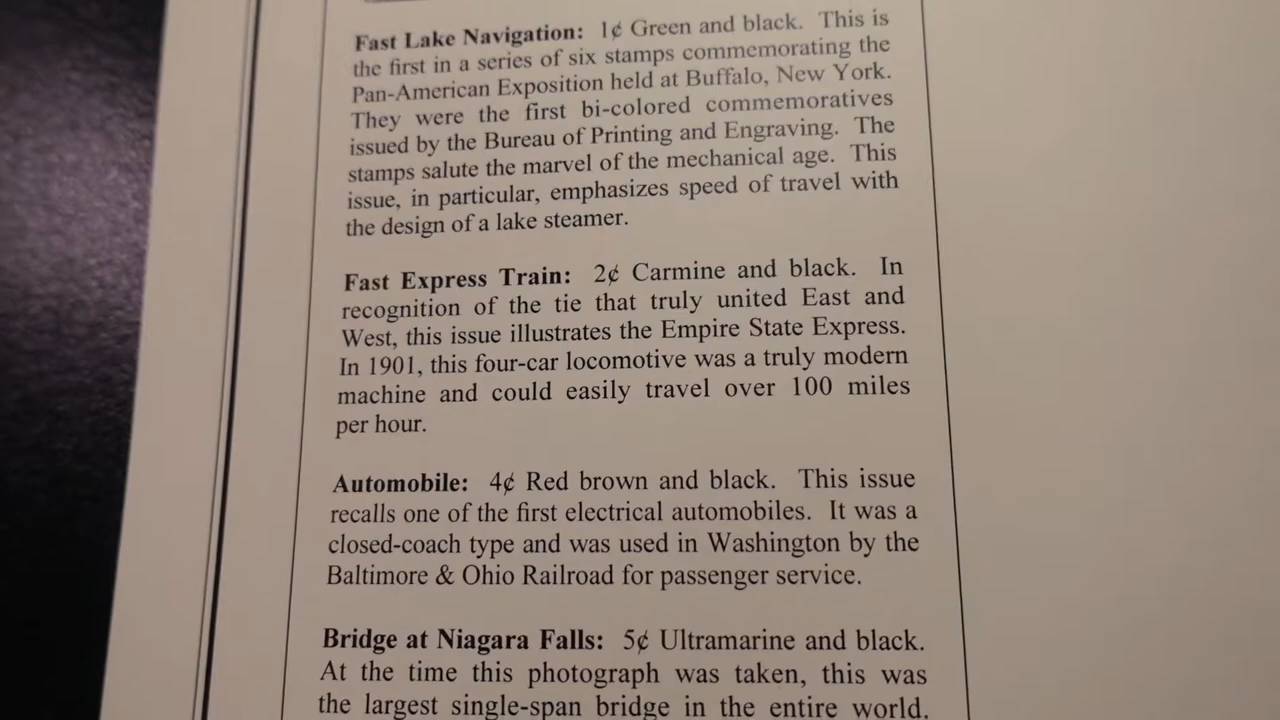 Fast Lake Navigation: 1¢ Green and black. This is
the first in a series of six stamps commemorating the
Pan-American Exposition held at Buffalo, New York.
They were the first bi-colored commemoratives
issued by the Bureau of Printing and Engraving. The
stamps salute the marvel of the mechanical age. This
issue, in particular, emphasizes speed of travel with
the design of a lake steamer.
Fast Express Train: 2¢ Carmine and black. In
recognition of the tie that truly united East and
West, this issue illustrates the Empire State Express.
In 1901, this four-car locomotive was a truly modern
machine and could easily travel over 100 miles
per hour.
Automobile: 4¢ Red brown and black. This issue
recalls one of the first electrical automobiles. It was a
closed-coach type and was used in Washington by the
Baltimore & Ohio Railroad for passenger service.
Bridge at Niagara Falls: 5¢ Ultramarine and black.
At the time this photograph was taken, this was
the largest single-span bridge in the entire world.